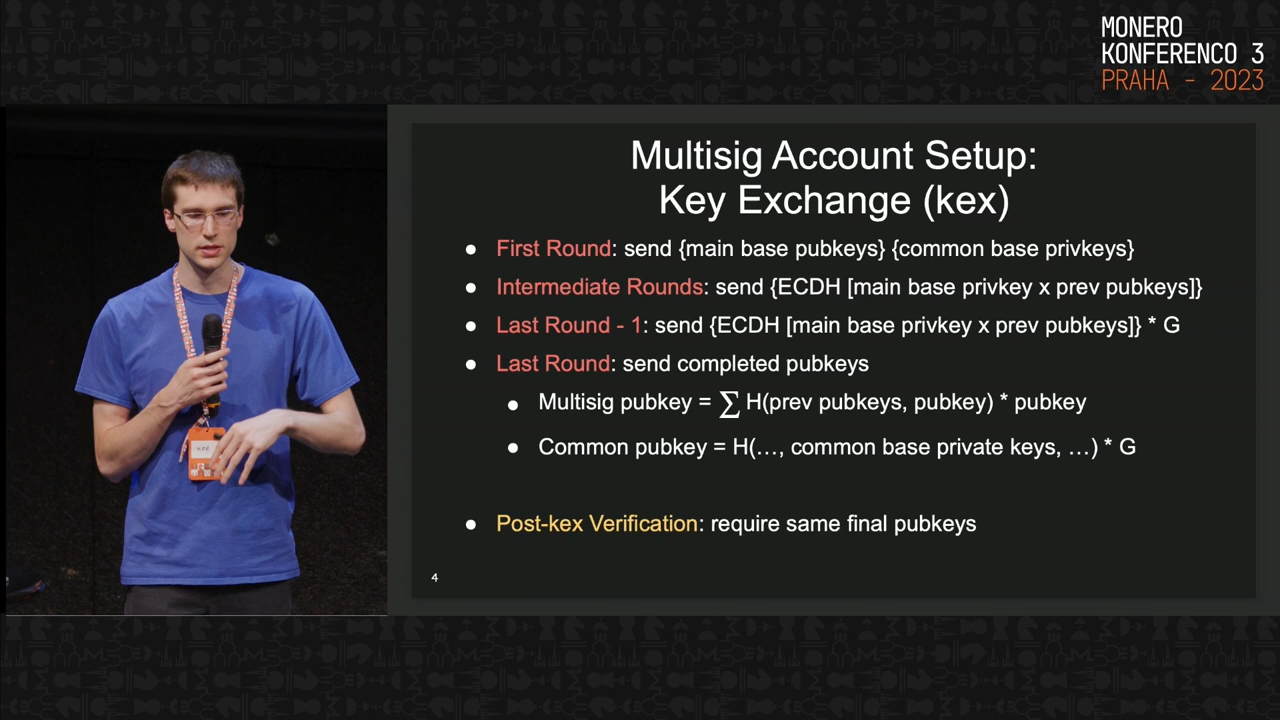 MONERO
KONFERENCO 3
PRAHA - 2023
Multisig Account Setup:
Key Exchange (kex)
• First Round: send {main base pubkeys} {common base privkeys}
• Intermediate Rounds: send {ECDH [main base privkey x prev pubkeys]}
• Last Round - 1: send {ECDH [main base privkey x prev pubkeys]} * G
• Last Round: send completed pubkeys
• Multisig pubkey = ∑ H(prev pubkeys, pubkey) * pubkey
• Common pubkey = H(…, common base private keys, …) * G
• Post-kex Verification: require same final pubkeys
4